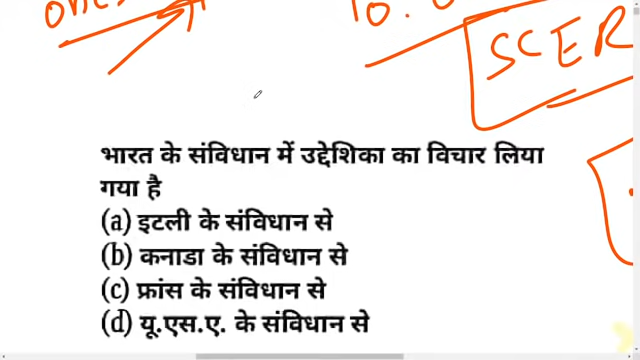 SCER
भारत के संविधान में उद्देशिका का विचार लिया
गया है
(a) इटली के संविधान से
(b) कनाडा के संविधान से
(c) फ्रांस के संविधान से
(d) यू.एस.ए. के संविधान से